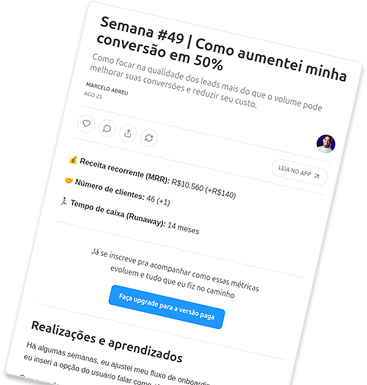 Semana #49 | Como aumentei minha
conversão em 50%
Como focar na qualidade dos leads mais do que o volume pode
melhorar suas conversões e reduzir seu custo.
MARCELO ABREU
AGO 25
LEIA NO APP
💰 Receita recorrente (MRR): R$10.560 (+R$140)
🤝 Número de clientes: 46 (+1)
🏃 Tempo de caixa (Runaway): 14 meses
Já se inscreve pra acompanhar como essas métricas
evoluem e tudo que eu fiz no caminho
Faça upgrade para a versão paga
Realizações e aprendizados
Há algumas semanas, eu ajustei meu fluxo de onboardi
eu inseri a opção do usuário falar como